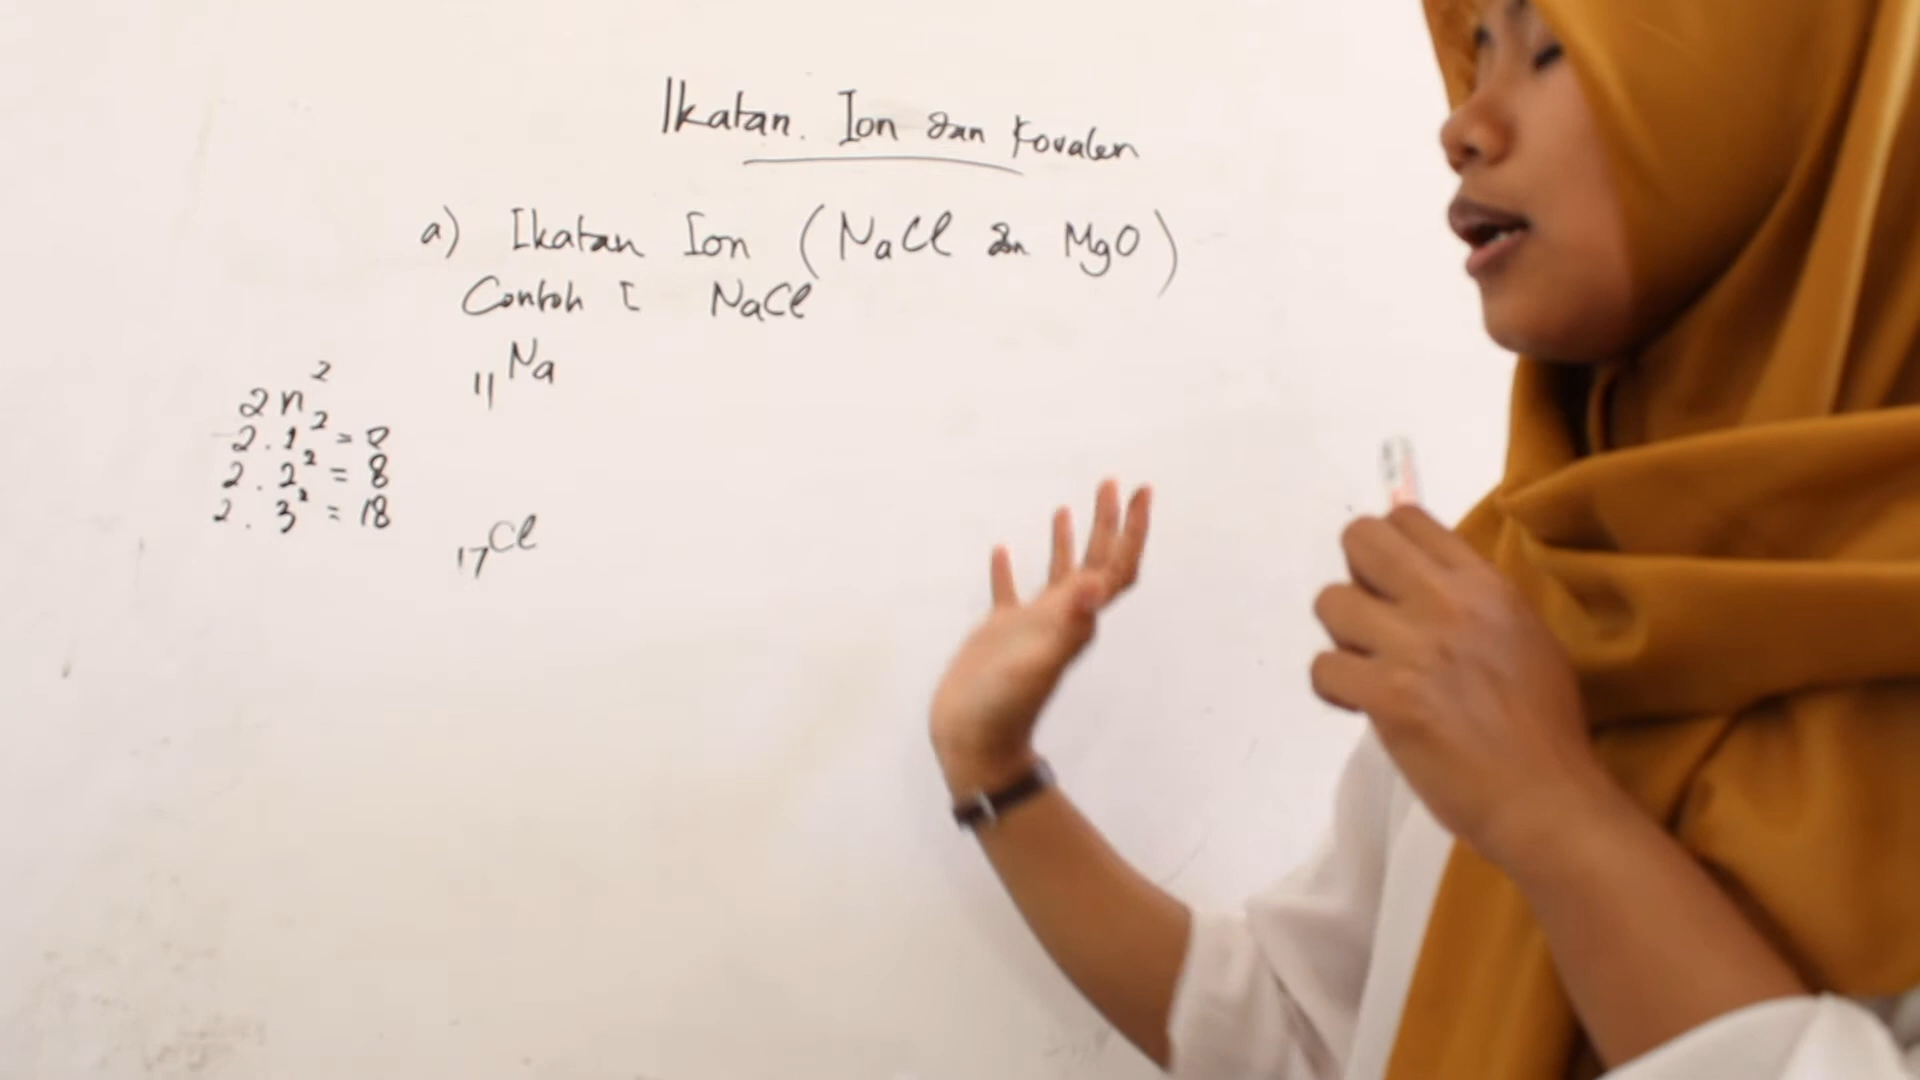 Ikatan. Ion dan Kovalen
a) Ikatan Ion (NaCl dan MgO)
Contoh I NaCl
₁₁Na
2n²
2.1² = 2
2.2² = 8
2.3² = 18
₁₇Cl